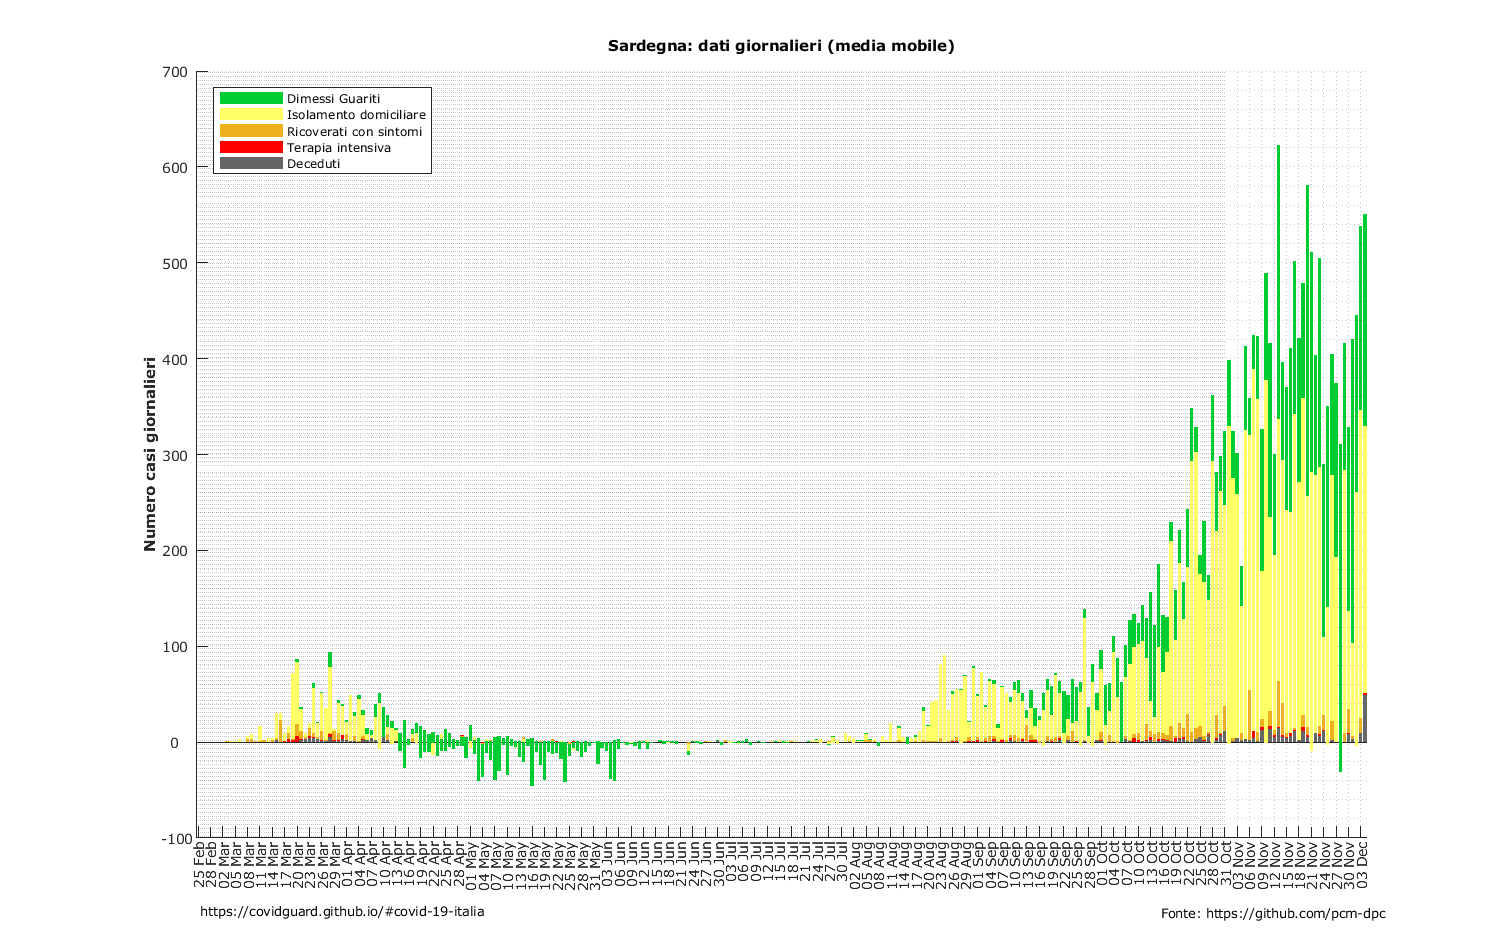 Sardegna: dati giornalieri (media mobile)
700
600
500
400
300
200
100
0
-100
Numero casi giornalieri
Dimessi Guariti
Isolamento domiciliare
Ricoverati con sintomi
Terapia intensiva
Deceduti
25 Feb
28 Feb
02 Mar
05 Mar
08 Mar
11 Mar
14 Mar
17 Mar
20 Mar
23 Mar
26 Mar
29 Mar
01 Apr
04 Apr
07 Apr
10 Apr
13 Apr
16 Apr
19 Apr
22 Apr
25 Apr
28 Apr
01 May
04 May
07 May
10 May
13 May
16 May
19 May
22 May
25 May
28 May
31 May
03 Jun
06 Jun
09 Jun
12 Jun
15 Jun
18 Jun
21 Jun
24 Jun
27 Jun
30 Jun
03 Jul
06 Jul
09 Jul
12 Jul
15 Jul
18 Jul
21 Jul
24 Jul
27 Jul
30 Jul
02 Aug
05 Aug
08 Aug
11 Aug
14 Aug
17 Aug
20 Aug
23 Aug
26 Aug
29 Aug
01 Sep
04 Sep
07 Sep
10 Sep
13 Sep
16 Sep
19 Sep
22 Sep
25 Sep
28 Sep
01 Oct
04 Oct
07 Oct
10 Oct
13 Oct
16 Oct
19 Oct
22 Oct
25 Oct
28 Oct
31 Oct
03 Nov
06 Nov
09 Nov
12 Nov
15 Nov
18 Nov
21 Nov
24 Nov
27 Nov
30 Nov
03 Dec
https://covidguard.github.io/#covid-19-italia
Fonte: https://github.com/pcm-dpc